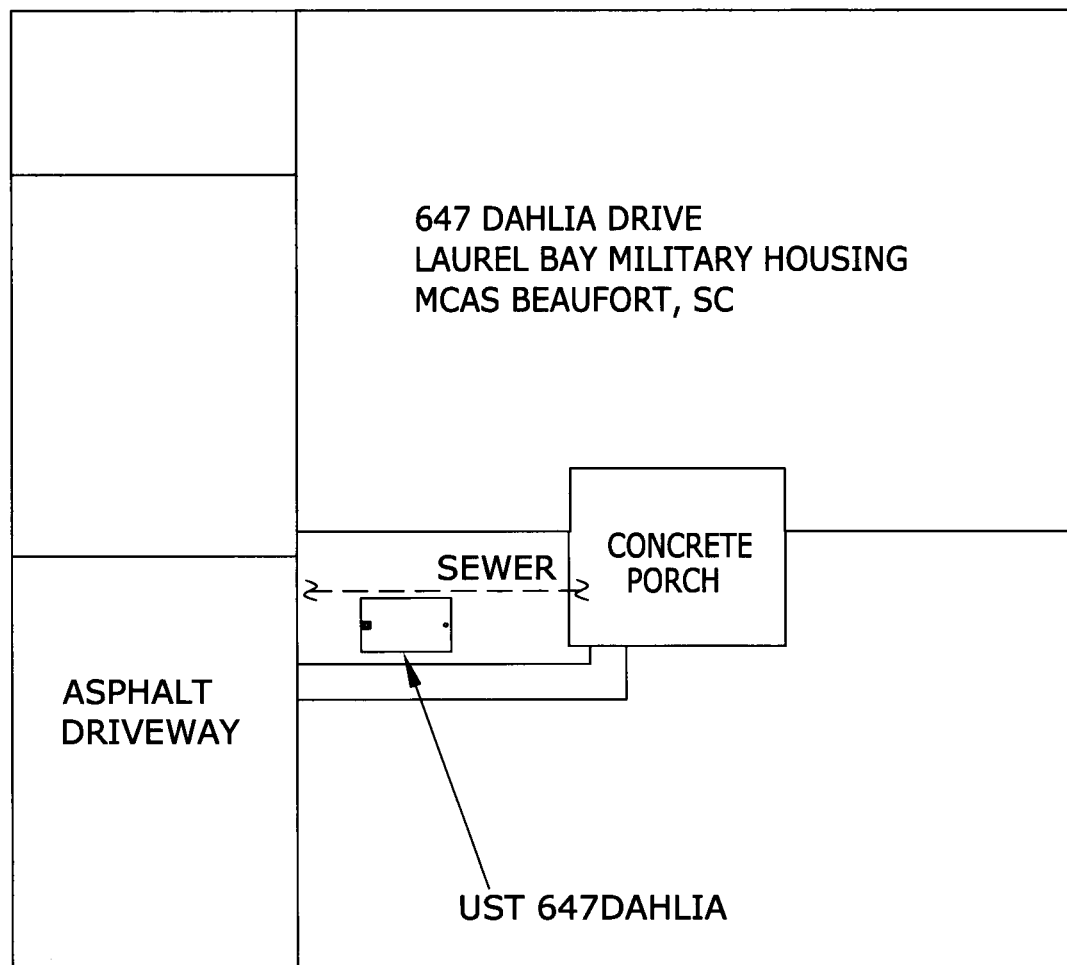 647 DAHLIA DRIVE
LAUREL BAY MILITARY HOUSING
MCAS BEAUFORT, SC
CONCRETE
PORCH
SEWER
ASPHALT
DRIVEWAY
UST 647DAHLIA